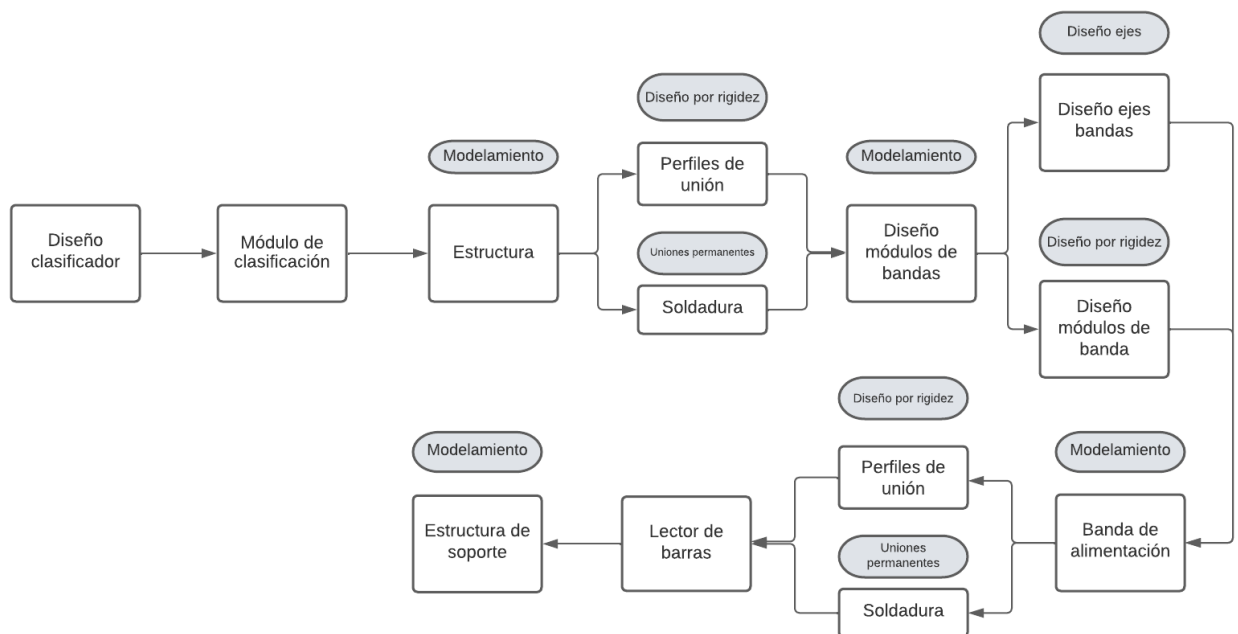 Diseño
clasificador
Módulo de
clasificación
Modelamiento
Estructura
Diseño por rigidez
Perfiles de
unión
Uniones permanentes
Soldadura
Modelamiento
Diseño
módulos de
bandas
Diseño ejes
Diseño ejes
bandas
Diseño por rigidez
Diseño
módulos de
banda
Modelamiento
Banda de
alimentación
Diseño por rigidez
Perfiles de
unión
Uniones
permanentes
Soldadura
Lector de
barras
Modelamiento
Estructura de
soporte